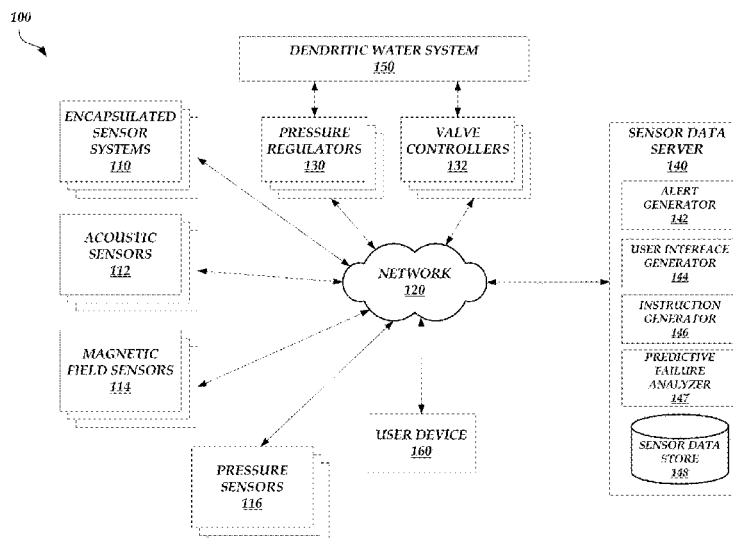 100
DENDRITIC WATER SYSTEM
150
ENCAPSULATED
SENSOR
SYSTEMS
110
PRESSURE
REGULATORS
130
VALVE
CONTROLLERS
132
SENSOR DATA
SERVER
140
ALERT
GENERATOR
142
ACOUSTIC
SENSORS
112
NETWORK
120
USER INTERFACE
GENERATOR
144
INSTRUCTION
GENERATOR
146
MAGNETIC
FIELD SENSORS
114
PREDICTIVE
FAILURE
ANALYZER
147
USER DEVICE
160
SENSOR DATA
STORE
148
PRESSURE
SENSORS
116